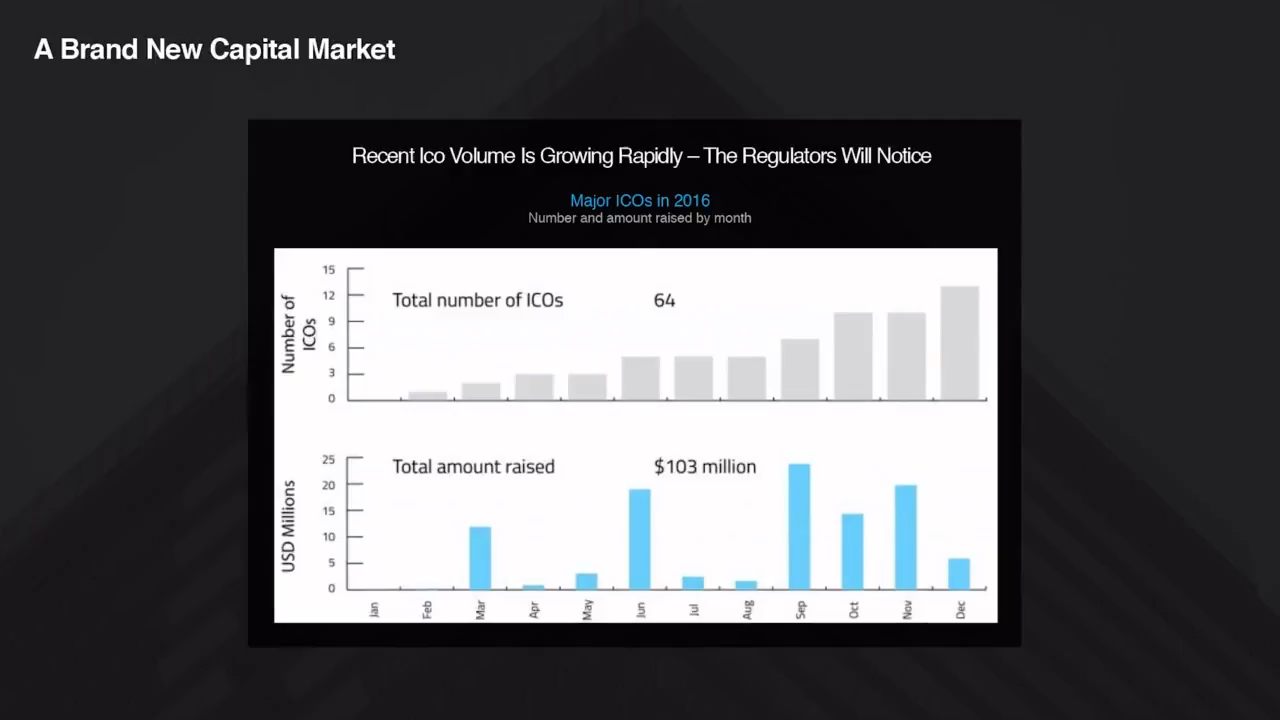 A Brand New Capital Market
Recent Ico Volume Is Growing Rapidly – The Regulators Will Notice
Major ICOs in 2016
Number and amount raised by month
Number of
ICOs
15
12
9
6
3
0
Total number of ICOs 64
USD Millions
25
20
15
10
5
0
Total amount raised $103 million
Jan Feb Mar Apr May Jun Jul Aug Sep Oct Nov Dec